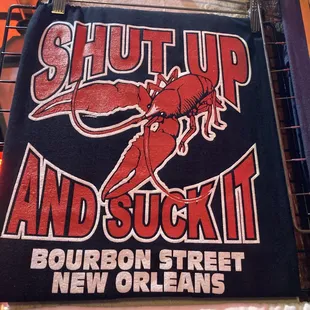 SHUT UP
AND SUCK IT
BOURBON STREET
NEW ORLEANS